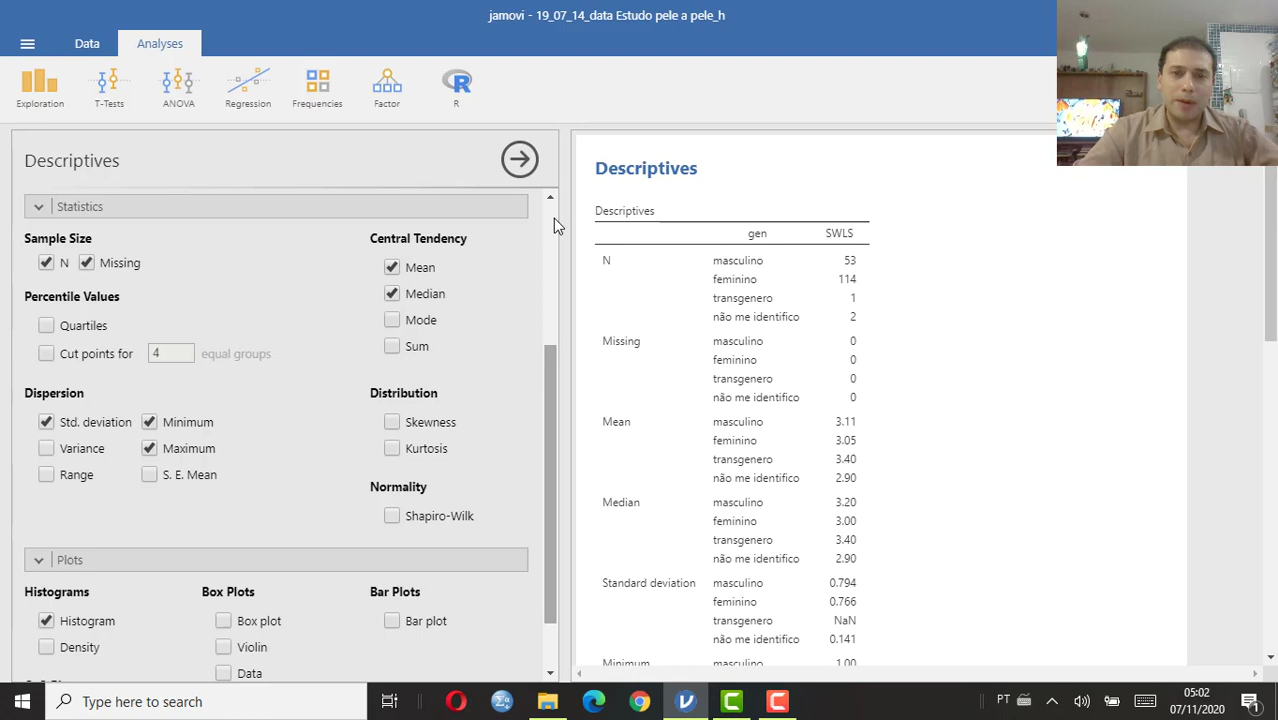 jamovi - 19_07_14_data Estudo pele a pele_h
Data
Analyses
Exploration
T-Tests
ANOVA
Regression
Frequencies
Factor
R
Descriptives
Statistics
Sample Size
N
Missing
Percentile Values
Quartiles
Cut points for 4 equal groups
Dispersion
Std. deviation
Minimum
Variance
Maximum
Range
S. E. Mean
Central Tendency
Mean
Median
Mode
Sum
Distribution
Skewness
Kurtosis
Normality
Shapiro-Wilk
Plots
Histograms
Histogram
Density
Box Plots
Box plot
Violin
Data
Bar Plots
Bar plot
Descriptives
Descriptives
gen SWLS
N masculino 53
feminino 114
transgenero 1
não me identifico 2
Missing masculino 0
feminino 0
transgenero 0
não me identifico 0
Mean masculino 3.11
feminino 3.05
transgenero 3.40
não me identifico 2.90
Median masculino 3.20
feminino 3.00
transgenero 3.40
não me identifico 2.90
Standard deviation masculino 0.794
feminino 0.766
transgenero NaN
não me identifico 0.141
Minimum masculino 1.00
Type here to search
PT
05:02
07/11/2020
1